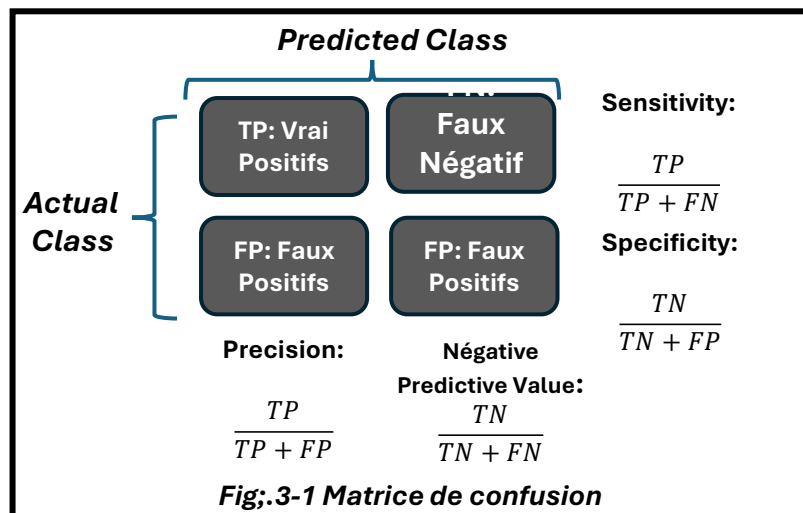 Predicted Class
TP: Vrai
Positifs
Faux
Négatif
Sensitivity:
TP
TP + FN
Actual
Class
FP: Faux
Positifs
FP: Faux
Positifs
Specificity:
TN
TN + FP
Precision:
TP
TP + FP
Négative
Predictive Value:
TN
TN + FN
Fig;.3-1 Matrice de confusion